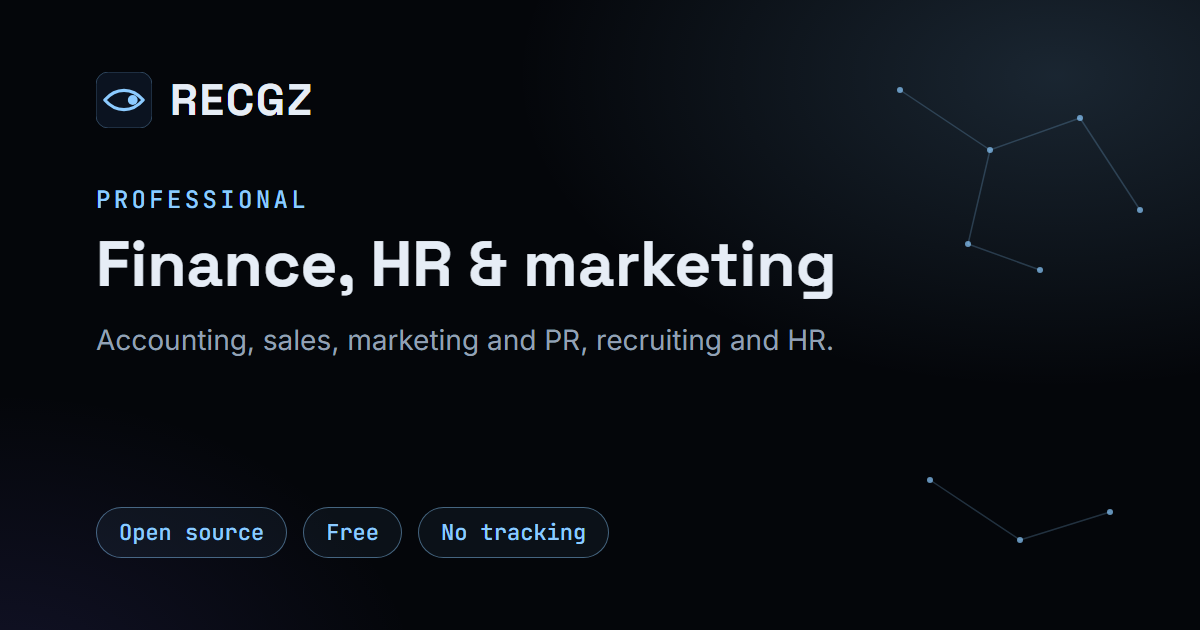 RECGZ
PROFESSIONAL
Finance, HR & marketing
Accounting, sales, marketing and PR, recruiting and HR.
Open source Free No tracking